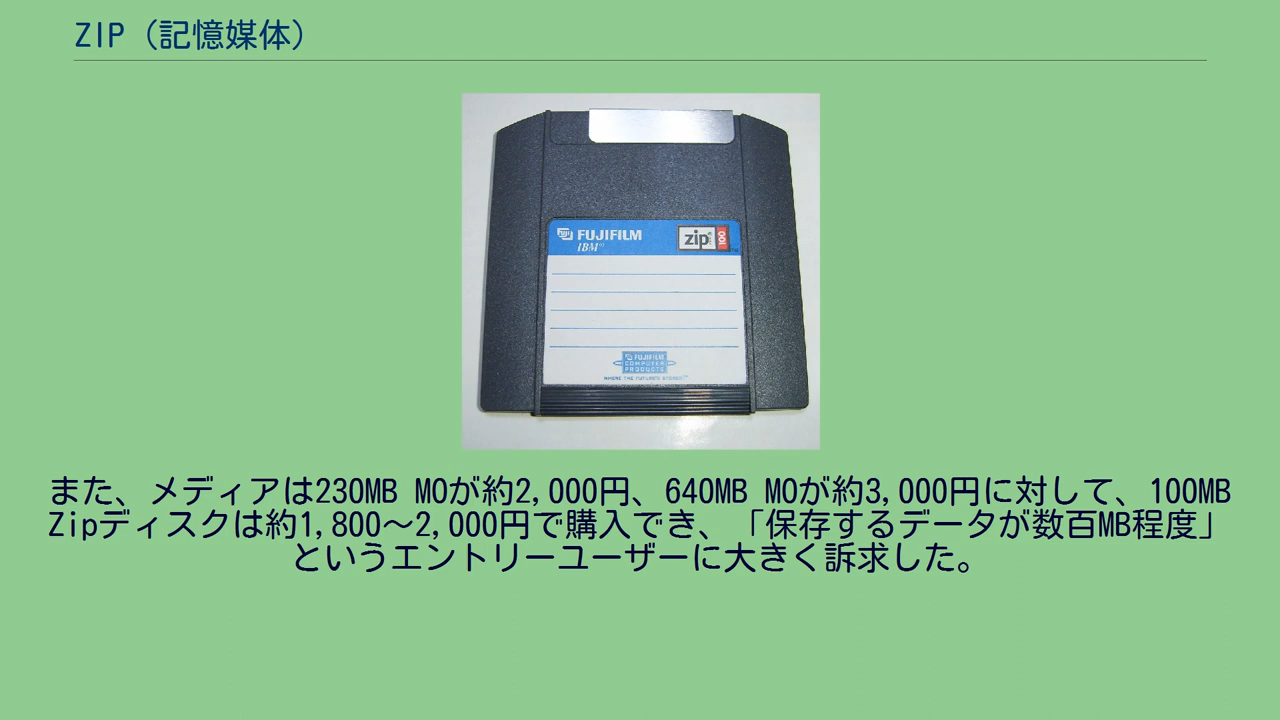 ZIP（記憶媒体）
FUJIFILM
IBM
zip 100
FUJIFILM
COMPUTER
PRODUCTS
また、メディアは230MB MOが約2,000円、640MB MOが約3,000円に対して、100MB
Zipディスクは約1,800〜2,000円で購入でき、「保存するデータが数百MB程度」
というエントリーユーザーに大きく訴求した。